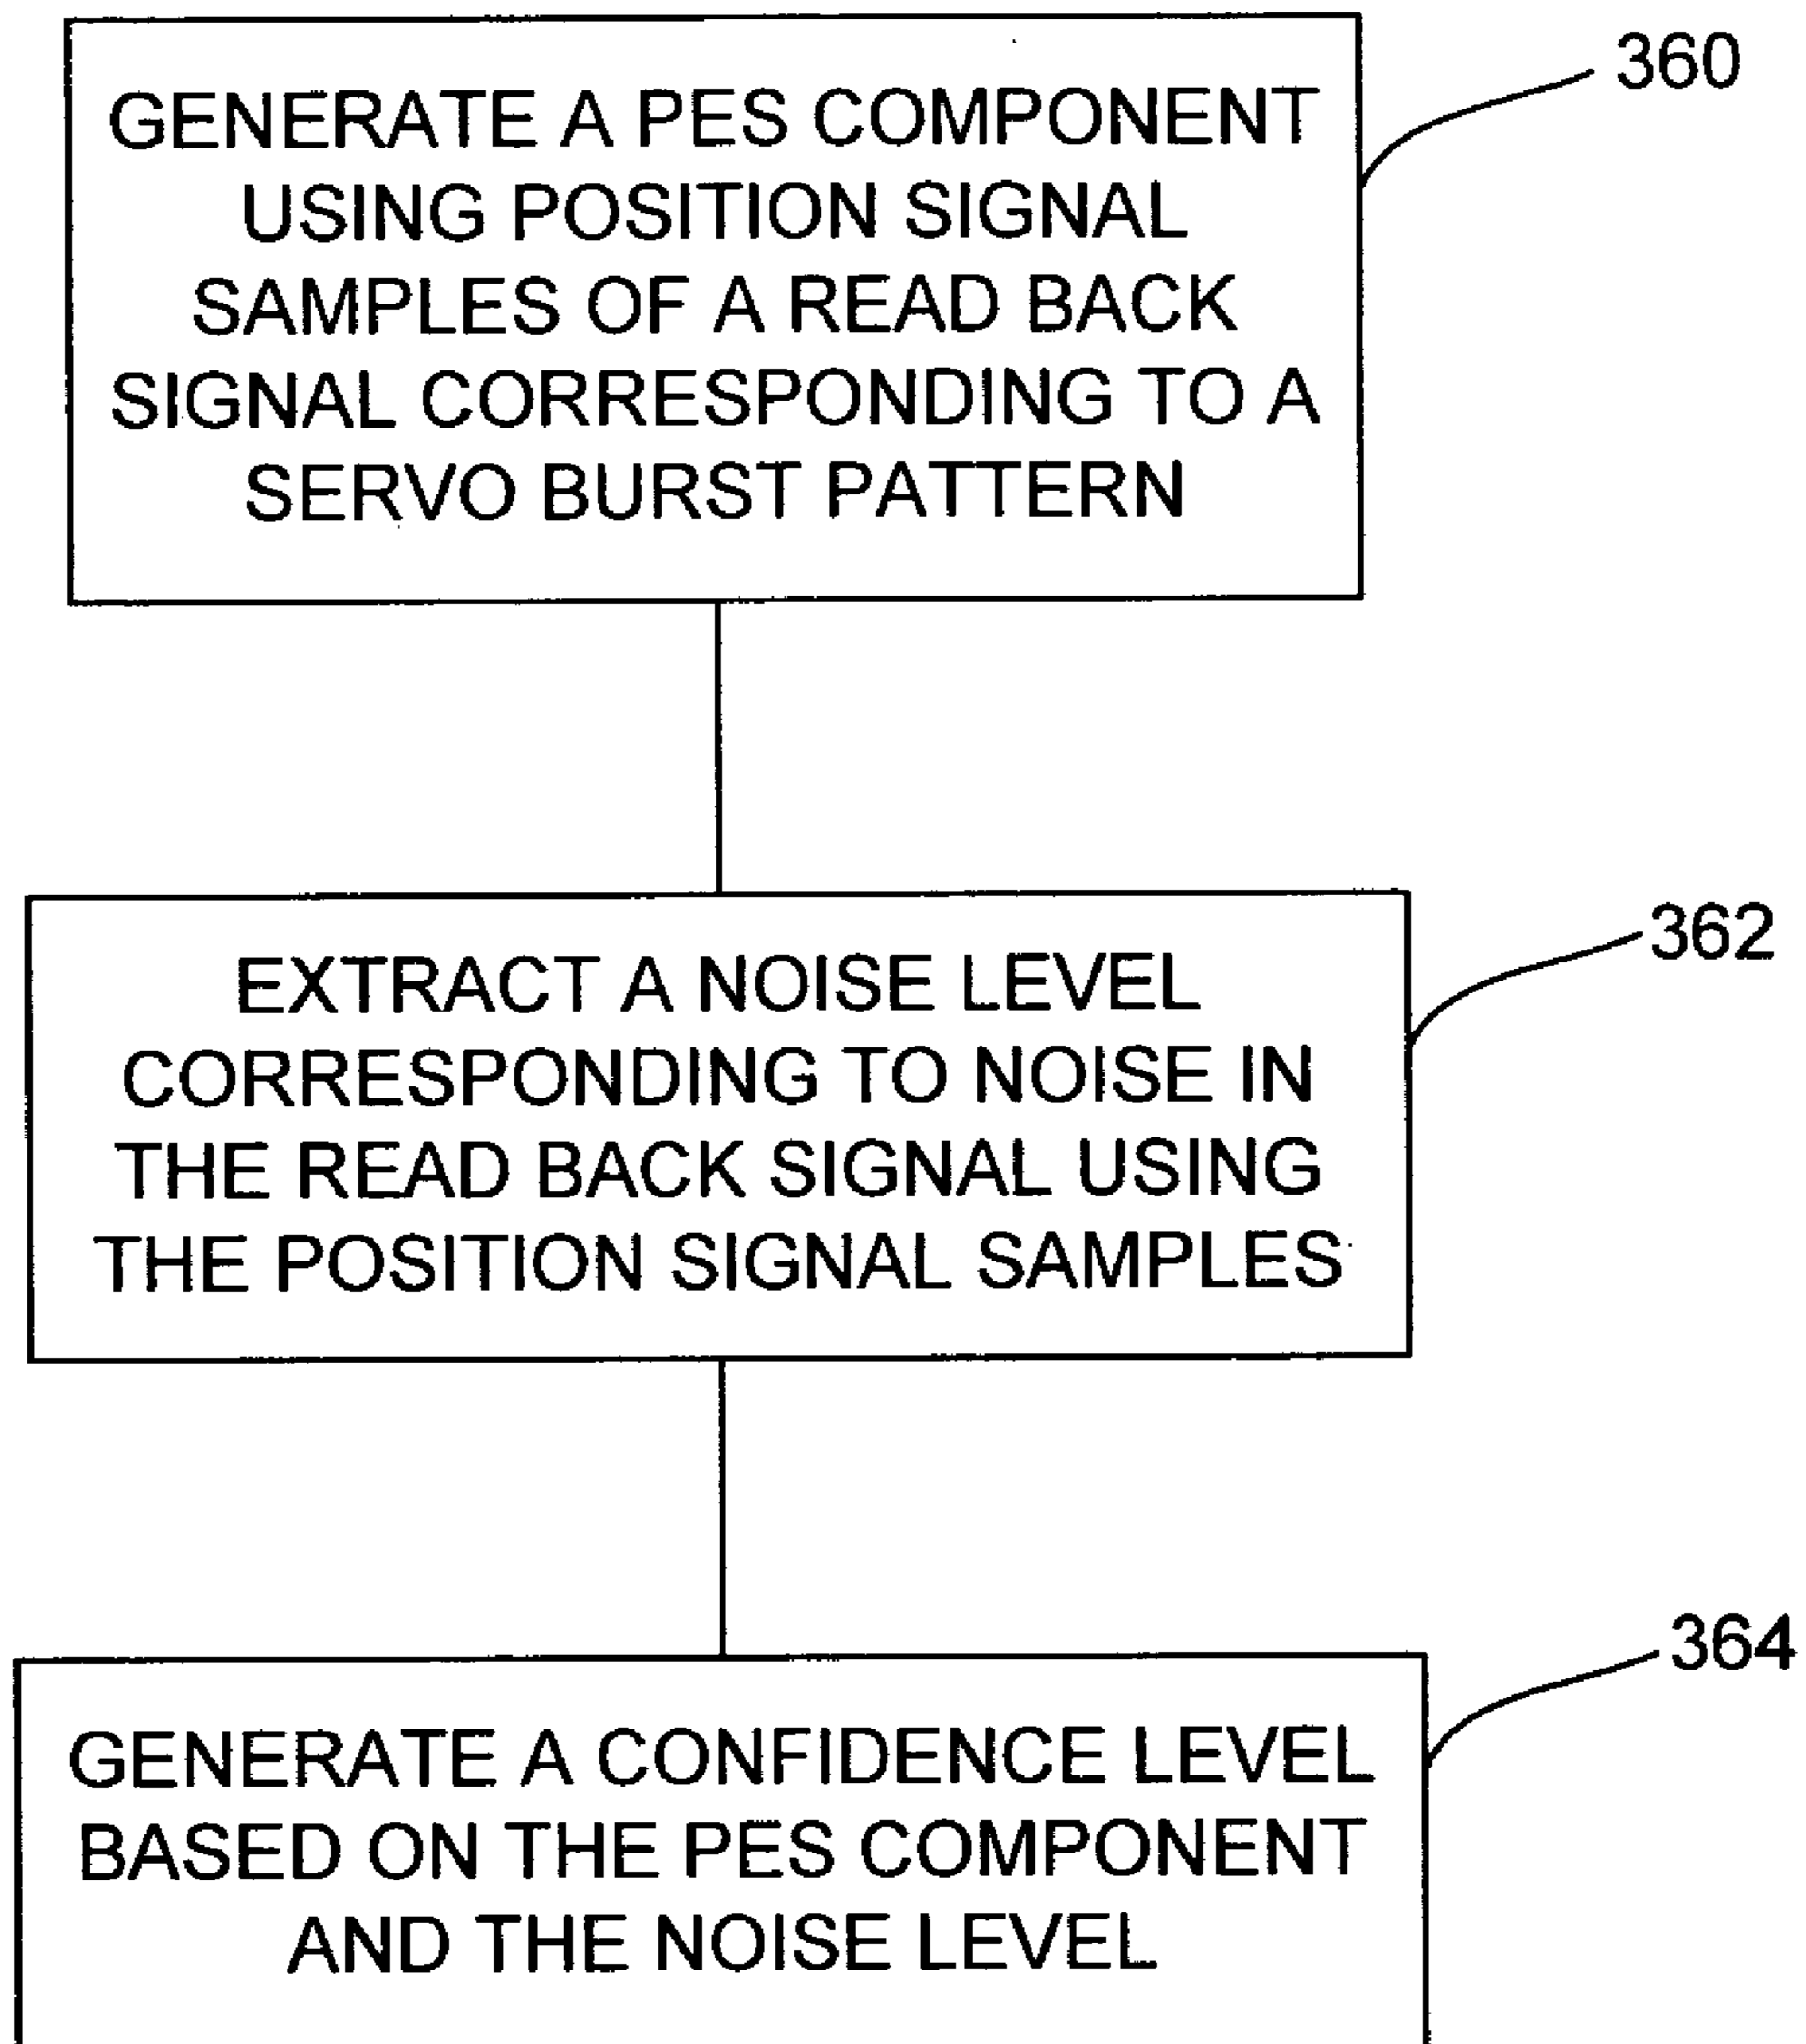 GENERATE A PES COMPONENT
USING POSITION SIGNAL
SAMPLES OF A READ BACK
SIGNAL CORRESPONDING TO A
SERVO BURST PATTERN
360
EXTRACT A NOISE LEVEL
CORRESPONDING TO NOISE IN
THE READ BACK SIGNAL USING
THE POSITION SIGNAL SAMPLES
362
GENERATE A CONFIDENCE LEVEL
BASED ON THE PES COMPONENT
AND THE NOISE LEVEL
364